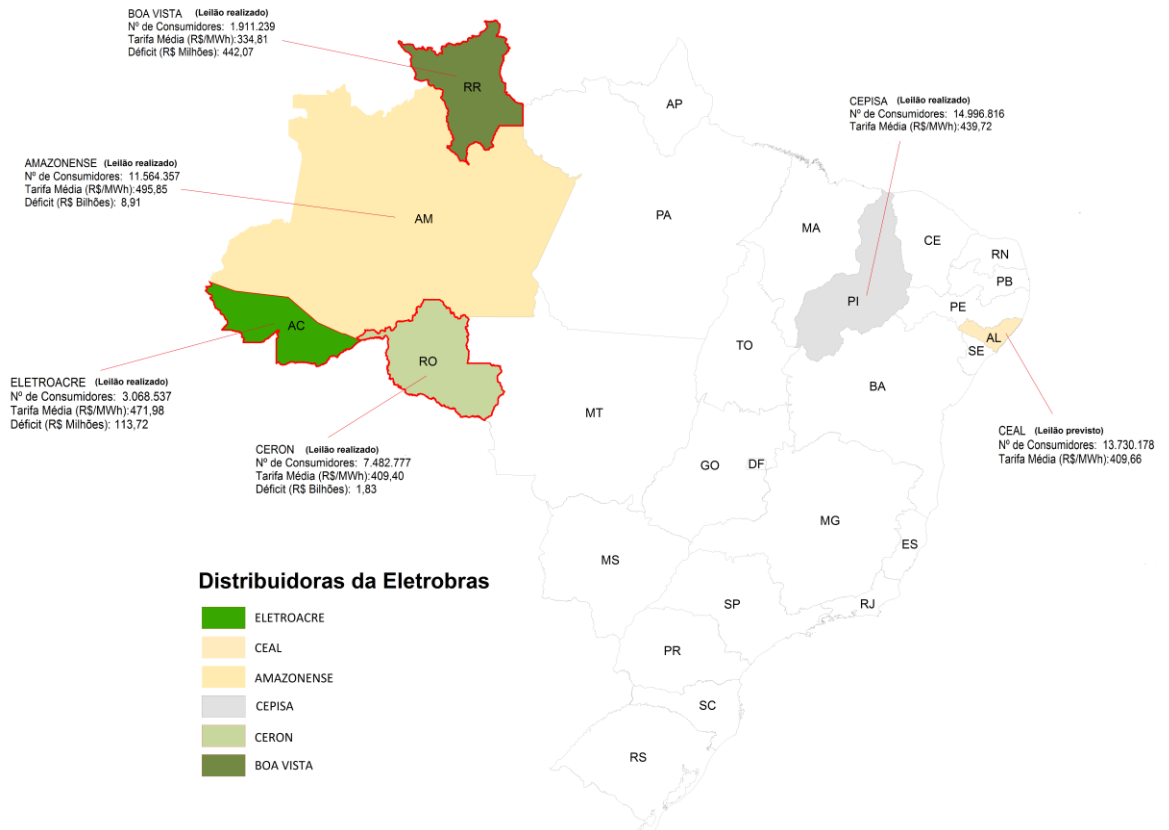 BOA VISTA (Leilão realizado)
Nº de Consumidores: 1.911.239
Tarifa Média (R$/MWh):334,81
Déficit (R$ Milhões): 442,07
RR
AP
CEPISA (Leilão realizado)
Nº de Consumidores: 14.996.816
Tarifa Média (R$/MWh):439,72
AMAZONENSE (Leilão realizado)
Nº de Consumidores: 11.564.357
Tarifa Média (R$/MWh):495,85
Déficit (R$ Bilhões): 8,91
AM
PA
MA
CE
RN
PB
PE
PI
AL
SE
AC
RO
TO
BA
ELETROACRE (Leilão realizado)
Nº de Consumidores: 3.068.537
Tarifa Média (R$/MWh):471,98
Déficit (R$ Milhões): 113,72
MT
CEAL (Leilão previsto)
Nº de Consumidores: 13.730.178
Tarifa Média (R$/MWh):409,66
CERON (Leilão realizado)
Nº de Consumidores: 7.482.777
Tarifa Média (R$/MWh):409,40
Déficit (R$ Bilhões): 1,83
GO
DF
MG
ES
MS
SP
RJ
PR
SC
RS
Distribuidoras da Eletrobras
ELETROACRE
CEAL
AMAZONENSE
CEPISA
CERON
BOA VISTA